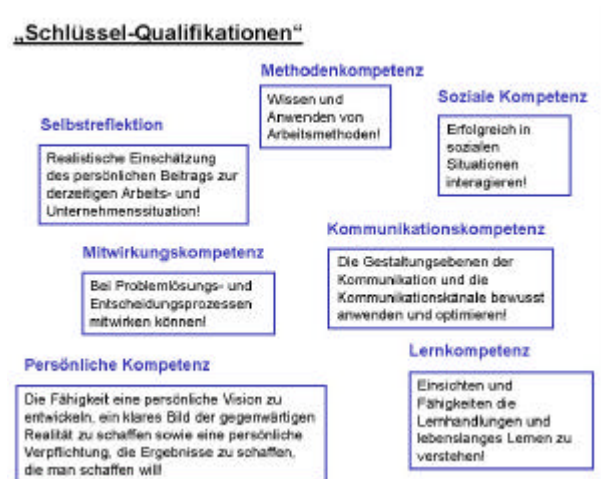 „Schlüssel-Qualifikationen“
Methodenkompetenz
Wissen und
Anwenden von
Arbeitsmethoden!
Soziale Kompetenz
Erfolgreich in
sozialen
Situationen
interagieren!
Selbstreflektion
Realistische Einschätzung
des persönlichen Beitrags zur
derzeitigen Arbeits- und
Unternehmenssituation!
Kommunikationskompetenz
Die Gestaltungsebenen der
Kommunikation und die
Kommunikationskänale bewusst
anwenden und optimieren!
Mitwirkungskompetenz
Bei Problemlösungs- und
Entscheidungsprozessen
mitwirken können!
Lernkompetenz
Einsichten und
Fähigkeiten die
Lernhandlungen und
lebenslanges Lernen zu
verstehen!
Persönliche Kompetenz
Die Fähigkeit eine persönliche Vision zu
entwickeln, ein klares Bild der gegenwärtigen
Realität zu schaffen sowie eine persönliche
Verpflichtung, die Ergebnisse zu schaffen,
die man schaffen will!